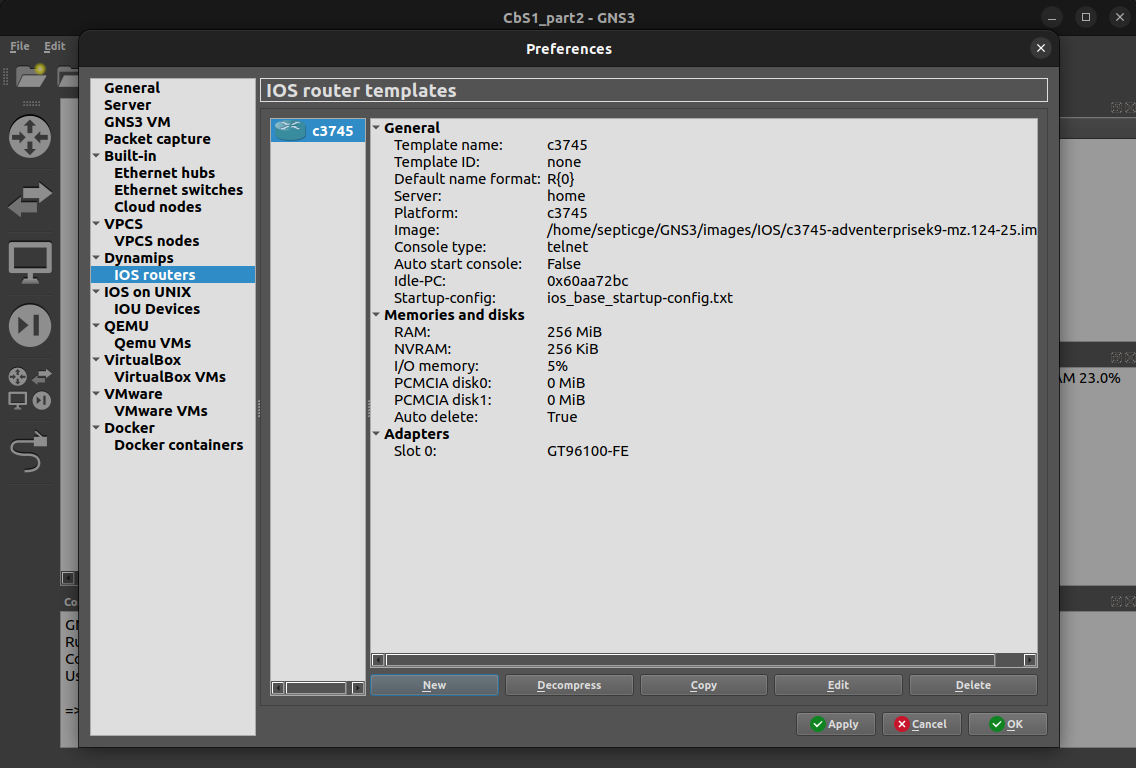 CbS1_part2 - GNS3
File Edit
Preferences
General
Server
GNS3 VM
Packet capture
Built-in
Ethernet hubs
Ethernet switches
Cloud nodes
VPCS
VPCS nodes
Dynamips
IOS routers
IOS on UNIX
IOU Devices
QEMU
Qemu VMs
VirtualBox
VirtualBox VMs
VMware
VMware VMs
Docker
Docker containers
IOS router templates
c3745
General
Template name: c3745
Template ID: none
Default name format: R{0}
Server: home
Platform: c3745
Image: /home/septicge/GNS3/images/IOS/c3745-adventerprisek9-mz.124-25.im
Console type: telnet
Auto start console: False
Idle-PC: 0x60aa72bc
Startup-config: ios_base_startup-config.txt
Memories and disks
RAM: 256 MiB
NVRAM: 256 KiB
I/O memory: 5%
PCMCIA disk0: 0 MiB
PCMCIA disk1: 0 MiB
Auto delete: True
Adapters
Slot 0: GT96100-FE
New Decompress Copy Edit Delete
Apply Cancel OK
AM 23.0%
Co
Ru
Co
Us
=>